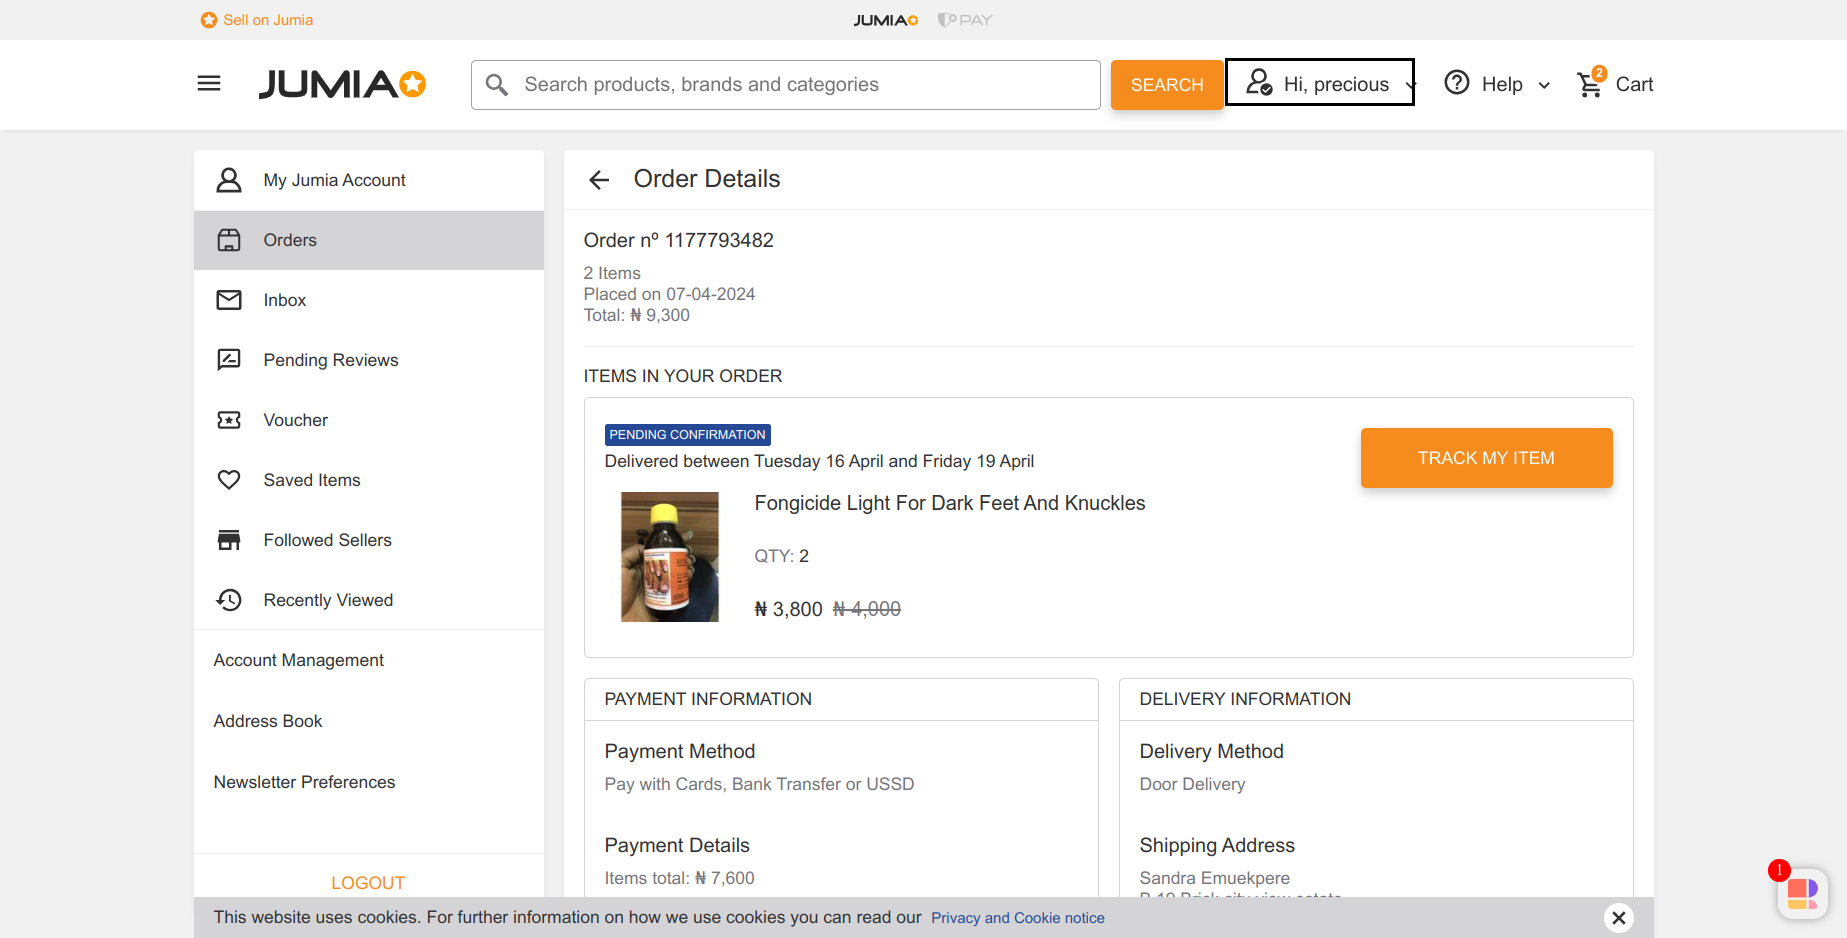 Sell on Jumia
JUMIA
PAY
JUMIA
Search products, brands and categories
SEARCH
Hi, precious
Help
2
Cart
My Jumia Account
Orders
Inbox
Pending Reviews
Voucher
Saved Items
Followed Sellers
Recently Viewed
Account Management
Address Book
Newsletter Preferences
LOGOUT
Order Details
Order nº 1177793482
2 Items
Placed on 07-04-2024
Total: ₦ 9,300
ITEMS IN YOUR ORDER
PENDING CONFIRMATION
Delivered between Tuesday 16 April and Friday 19 April
TRACK MY ITEM
Fongicide Light For Dark Feet And Knuckles
QTY: 2
₦ 3,800 ₦ 4,000
PAYMENT INFORMATION
Payment Method
Pay with Cards, Bank Transfer or USSD
Payment Details
Items total: ₦ 7,600
DELIVERY INFORMATION
Delivery Method
Door Delivery
Shipping Address
Sandra Emuekpere
1
This website uses cookies. For further information on how we use cookies you can read our Privacy and Cookie notice